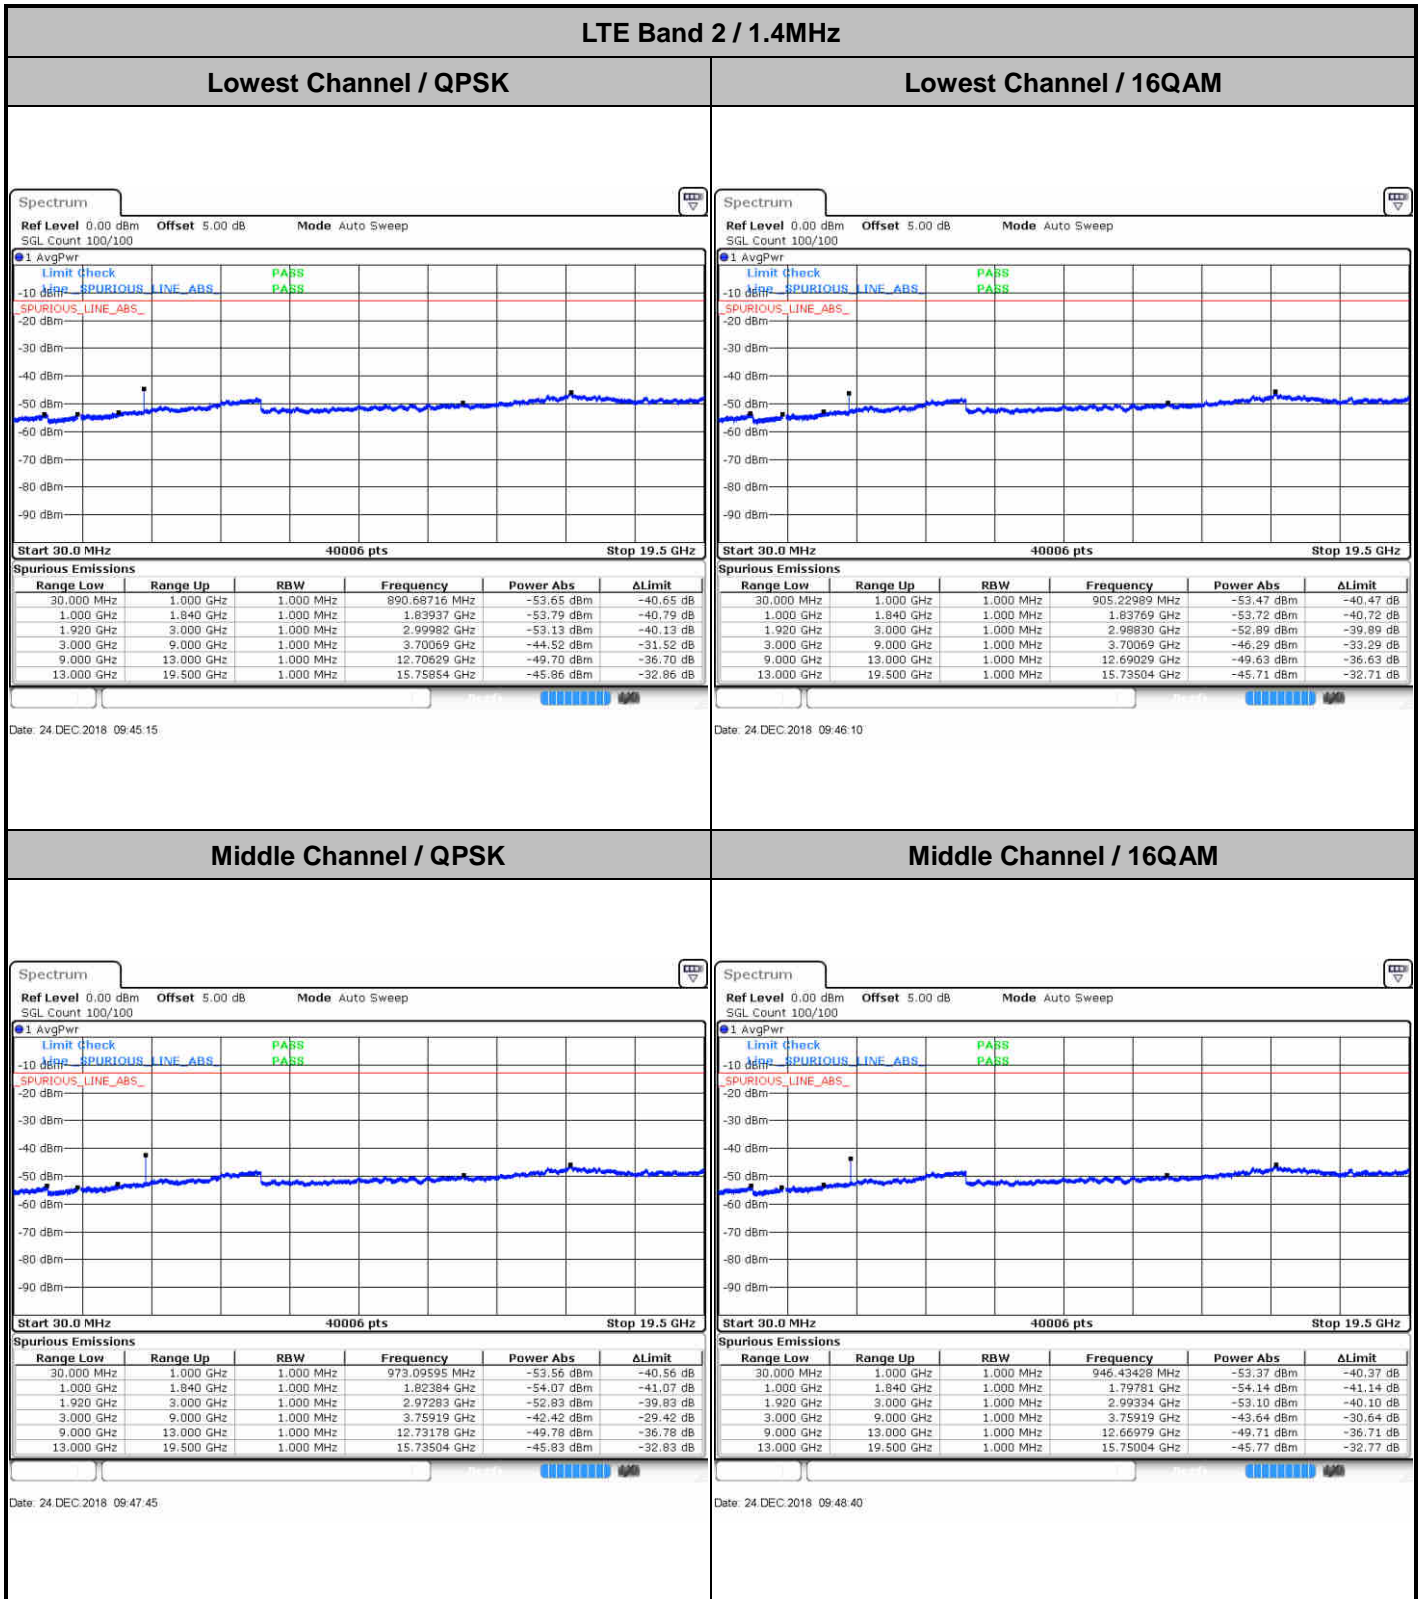 LTE Band 2 / 1.4MHz
Lowest Channel / QPSK
Lowest Channel / 16QAM
Spectrum
Ref Level 0.00 dBm Offset 5.00 dB Mode Auto Sweep
SGL Count 100/100
1 AvgPwr
Limit Check PASS
Line _SPURIOUS_LINE_ABS_ PASS
-10 dBm
_SPURIOUS_LINE_ABS_
-20 dBm
-30 dBm
-40 dBm
-50 dBm
-60 dBm
-70 dBm
-80 dBm
-90 dBm
Start 30.0 MHz 40006 pts Stop 19.5 GHz
Spurious Emissions
Range Low Range Up RBW Frequency Power Abs ΔLimit
30.000 MHz 1.000 GHz 1.000 MHz 890.68716 MHz -53.65 dBm -40.65 dB
1.000 GHz 1.840 GHz 1.000 MHz 1.83937 GHz -53.79 dBm -40.79 dB
1.920 GHz 3.000 GHz 1.000 MHz 2.99982 GHz -53.13 dBm -40.13 dB
3.000 GHz 9.000 GHz 1.000 MHz 3.70069 GHz -44.52 dBm -31.52 dB
9.000 GHz 13.000 GHz 1.000 MHz 12.70629 GHz -49.70 dBm -36.70 dB
13.000 GHz 19.500 GHz 1.000 MHz 15.75854 GHz -45.86 dBm -32.86 dB
Date: 24.DEC.2018 09:45:15
Spectrum
Ref Level 0.00 dBm Offset 5.00 dB Mode Auto Sweep
SGL Count 100/100
1 AvgPwr
Limit Check PASS
Line _SPURIOUS_LINE_ABS_ PASS
-10 dBm
_SPURIOUS_LINE_ABS_
-20 dBm
-30 dBm
-40 dBm
-50 dBm
-60 dBm
-70 dBm
-80 dBm
-90 dBm
Start 30.0 MHz 40006 pts Stop 19.5 GHz
Spurious Emissions
Range Low Range Up RBW Frequency Power Abs ΔLimit
30.000 MHz 1.000 GHz 1.000 MHz 905.22989 MHz -53.47 dBm -40.47 dB
1.000 GHz 1.840 GHz 1.000 MHz 1.83769 GHz -53.72 dBm -40.72 dB
1.920 GHz 3.000 GHz 1.000 MHz 2.98830 GHz -52.89 dBm -39.89 dB
3.000 GHz 9.000 GHz 1.000 MHz 3.70069 GHz -46.29 dBm -33.29 dB
9.000 GHz 13.000 GHz 1.000 MHz 12.69029 GHz -49.63 dBm -36.63 dB
13.000 GHz 19.500 GHz 1.000 MHz 15.73504 GHz -45.71 dBm -32.71 dB
Date: 24.DEC.2018 09:46:10
Middle Channel / QPSK
Middle Channel / 16QAM
Spectrum
Ref Level 0.00 dBm Offset 5.00 dB Mode Auto Sweep
SGL Count 100/100
1 AvgPwr
Limit Check PASS
Line _SPURIOUS_LINE_ABS_ PASS
-10 dBm
_SPURIOUS_LINE_ABS_
-20 dBm
-30 dBm
-40 dBm
-50 dBm
-60 dBm
-70 dBm
-80 dBm
-90 dBm
Start 30.0 MHz 40006 pts Stop 19.5 GHz
Spurious Emissions
Range Low Range Up RBW Frequency Power Abs ΔLimit
30.000 MHz 1.000 GHz 1.000 MHz 973.09595 MHz -53.56 dBm -40.56 dB
1.000 GHz 1.840 GHz 1.000 MHz 1.82384 GHz -54.07 dBm -41.07 dB
1.920 GHz 3.000 GHz 1.000 MHz 2.97283 GHz -52.83 dBm -39.83 dB
3.000 GHz 9.000 GHz 1.000 MHz 3.75919 GHz -42.42 dBm -29.42 dB
9.000 GHz 13.000 GHz 1.000 MHz 12.73178 GHz -49.78 dBm -36.78 dB
13.000 GHz 19.500 GHz 1.000 MHz 15.73504 GHz -45.83 dBm -32.83 dB
Date: 24.DEC.2018 09:47:45
Spectrum
Ref Level 0.00 dBm Offset 5.00 dB Mode Auto Sweep
SGL Count 100/100
1 AvgPwr
Limit Check PASS
Line _SPURIOUS_LINE_ABS_ PASS
-10 dBm
_SPURIOUS_LINE_ABS_
-20 dBm
-30 dBm
-40 dBm
-50 dBm
-60 dBm
-70 dBm
-80 dBm
-90 dBm
Start 30.0 MHz 40006 pts Stop 19.5 GHz
Spurious Emissions
Range Low Range Up RBW Frequency Power Abs ΔLimit
30.000 MHz 1.000 GHz 1.000 MHz 946.43428 MHz -53.37 dBm -40.37 dB
1.000 GHz 1.840 GHz 1.000 MHz 1.79781 GHz -54.14 dBm -41.14 dB
1.920 GHz 3.000 GHz 1.000 MHz 2.99334 GHz -53.10 dBm -40.10 dB
3.000 GHz 9.000 GHz 1.000 MHz 3.75919 GHz -43.64 dBm -30.64 dB
9.000 GHz 13.000 GHz 1.000 MHz 12.66979 GHz -49.71 dBm -36.71 dB
13.000 GHz 19.500 GHz 1.000 MHz 15.75004 GHz -45.77 dBm -32.77 dB
Date: 24.DEC.2018 09:48:40